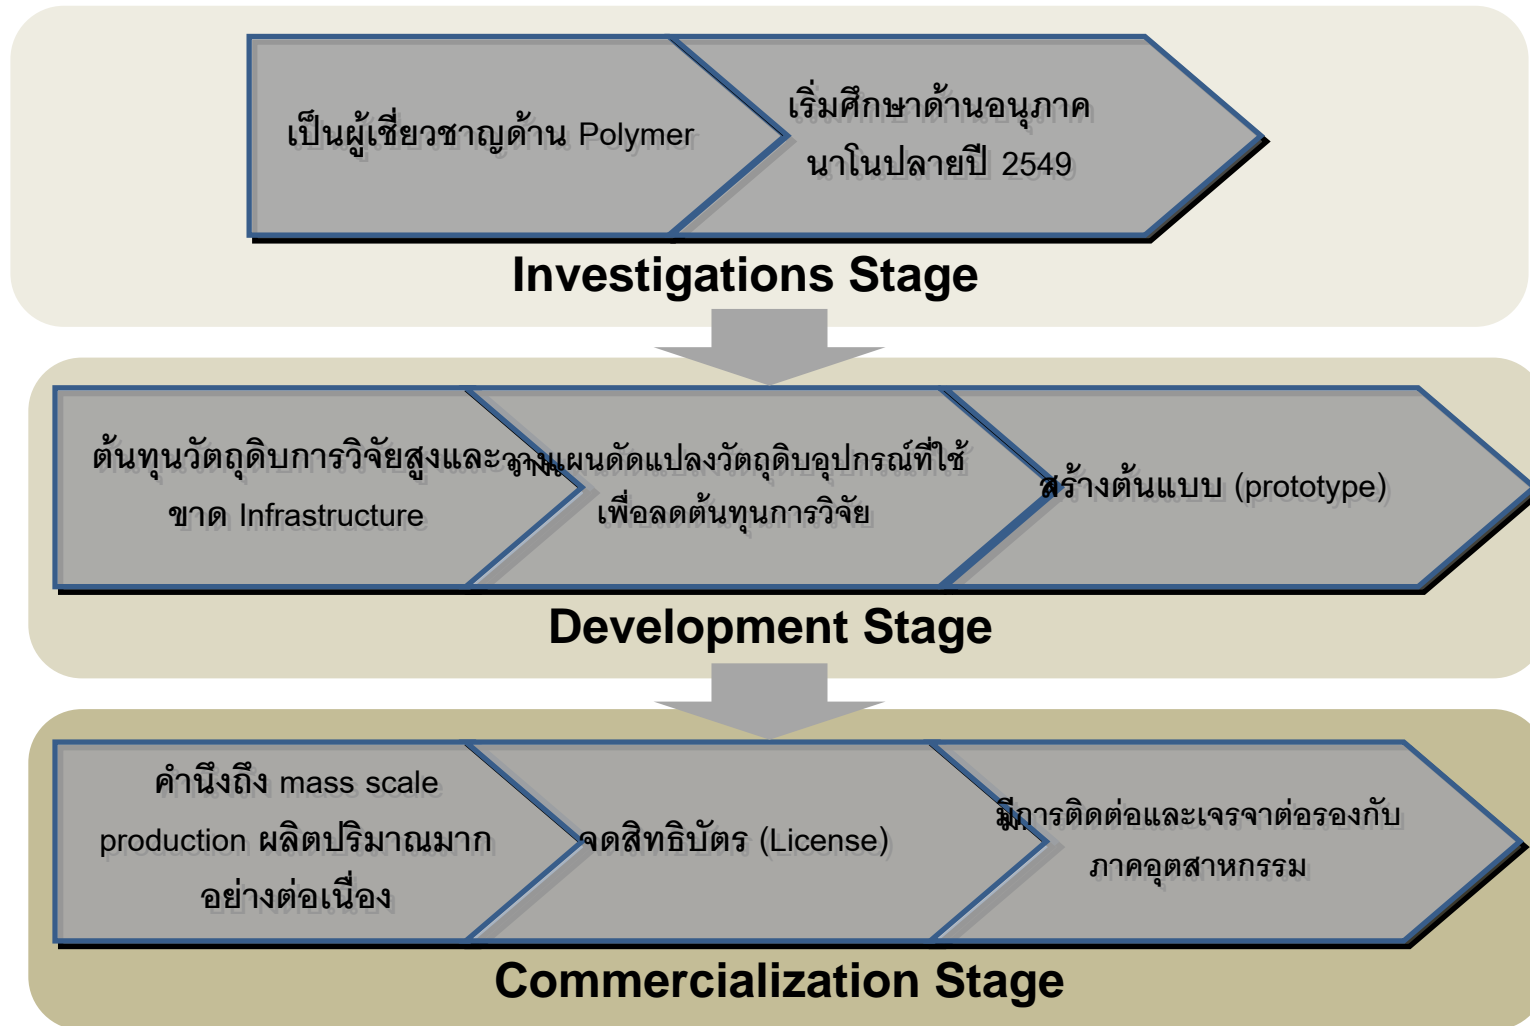 เป็นผู้เชี่ยวชาญด้าน Polymer
เริ่มศึกษาด้านอนุภาค
นาโนปลายปี 2549
Investigations Stage
ต้นทุนวัตถุดิบการวิจัยสูงและ
ขาด Infrastructure
วางแผนดัดแปลงวัตถุดิบอุปกรณ์ที่ใช้
เพื่อลดต้นทุนการวิจัย
สร้างต้นแบบ (prototype)
Development Stage
คำนึงถึง mass scale
production ผลิตปริมาณมาก
อย่างต่อเนื่อง
จดสิทธิบัตร (License)
มีการติดต่อและเจรจาต่อรองกับ
ภาคอุตสาหกรรม
Commercialization Stage